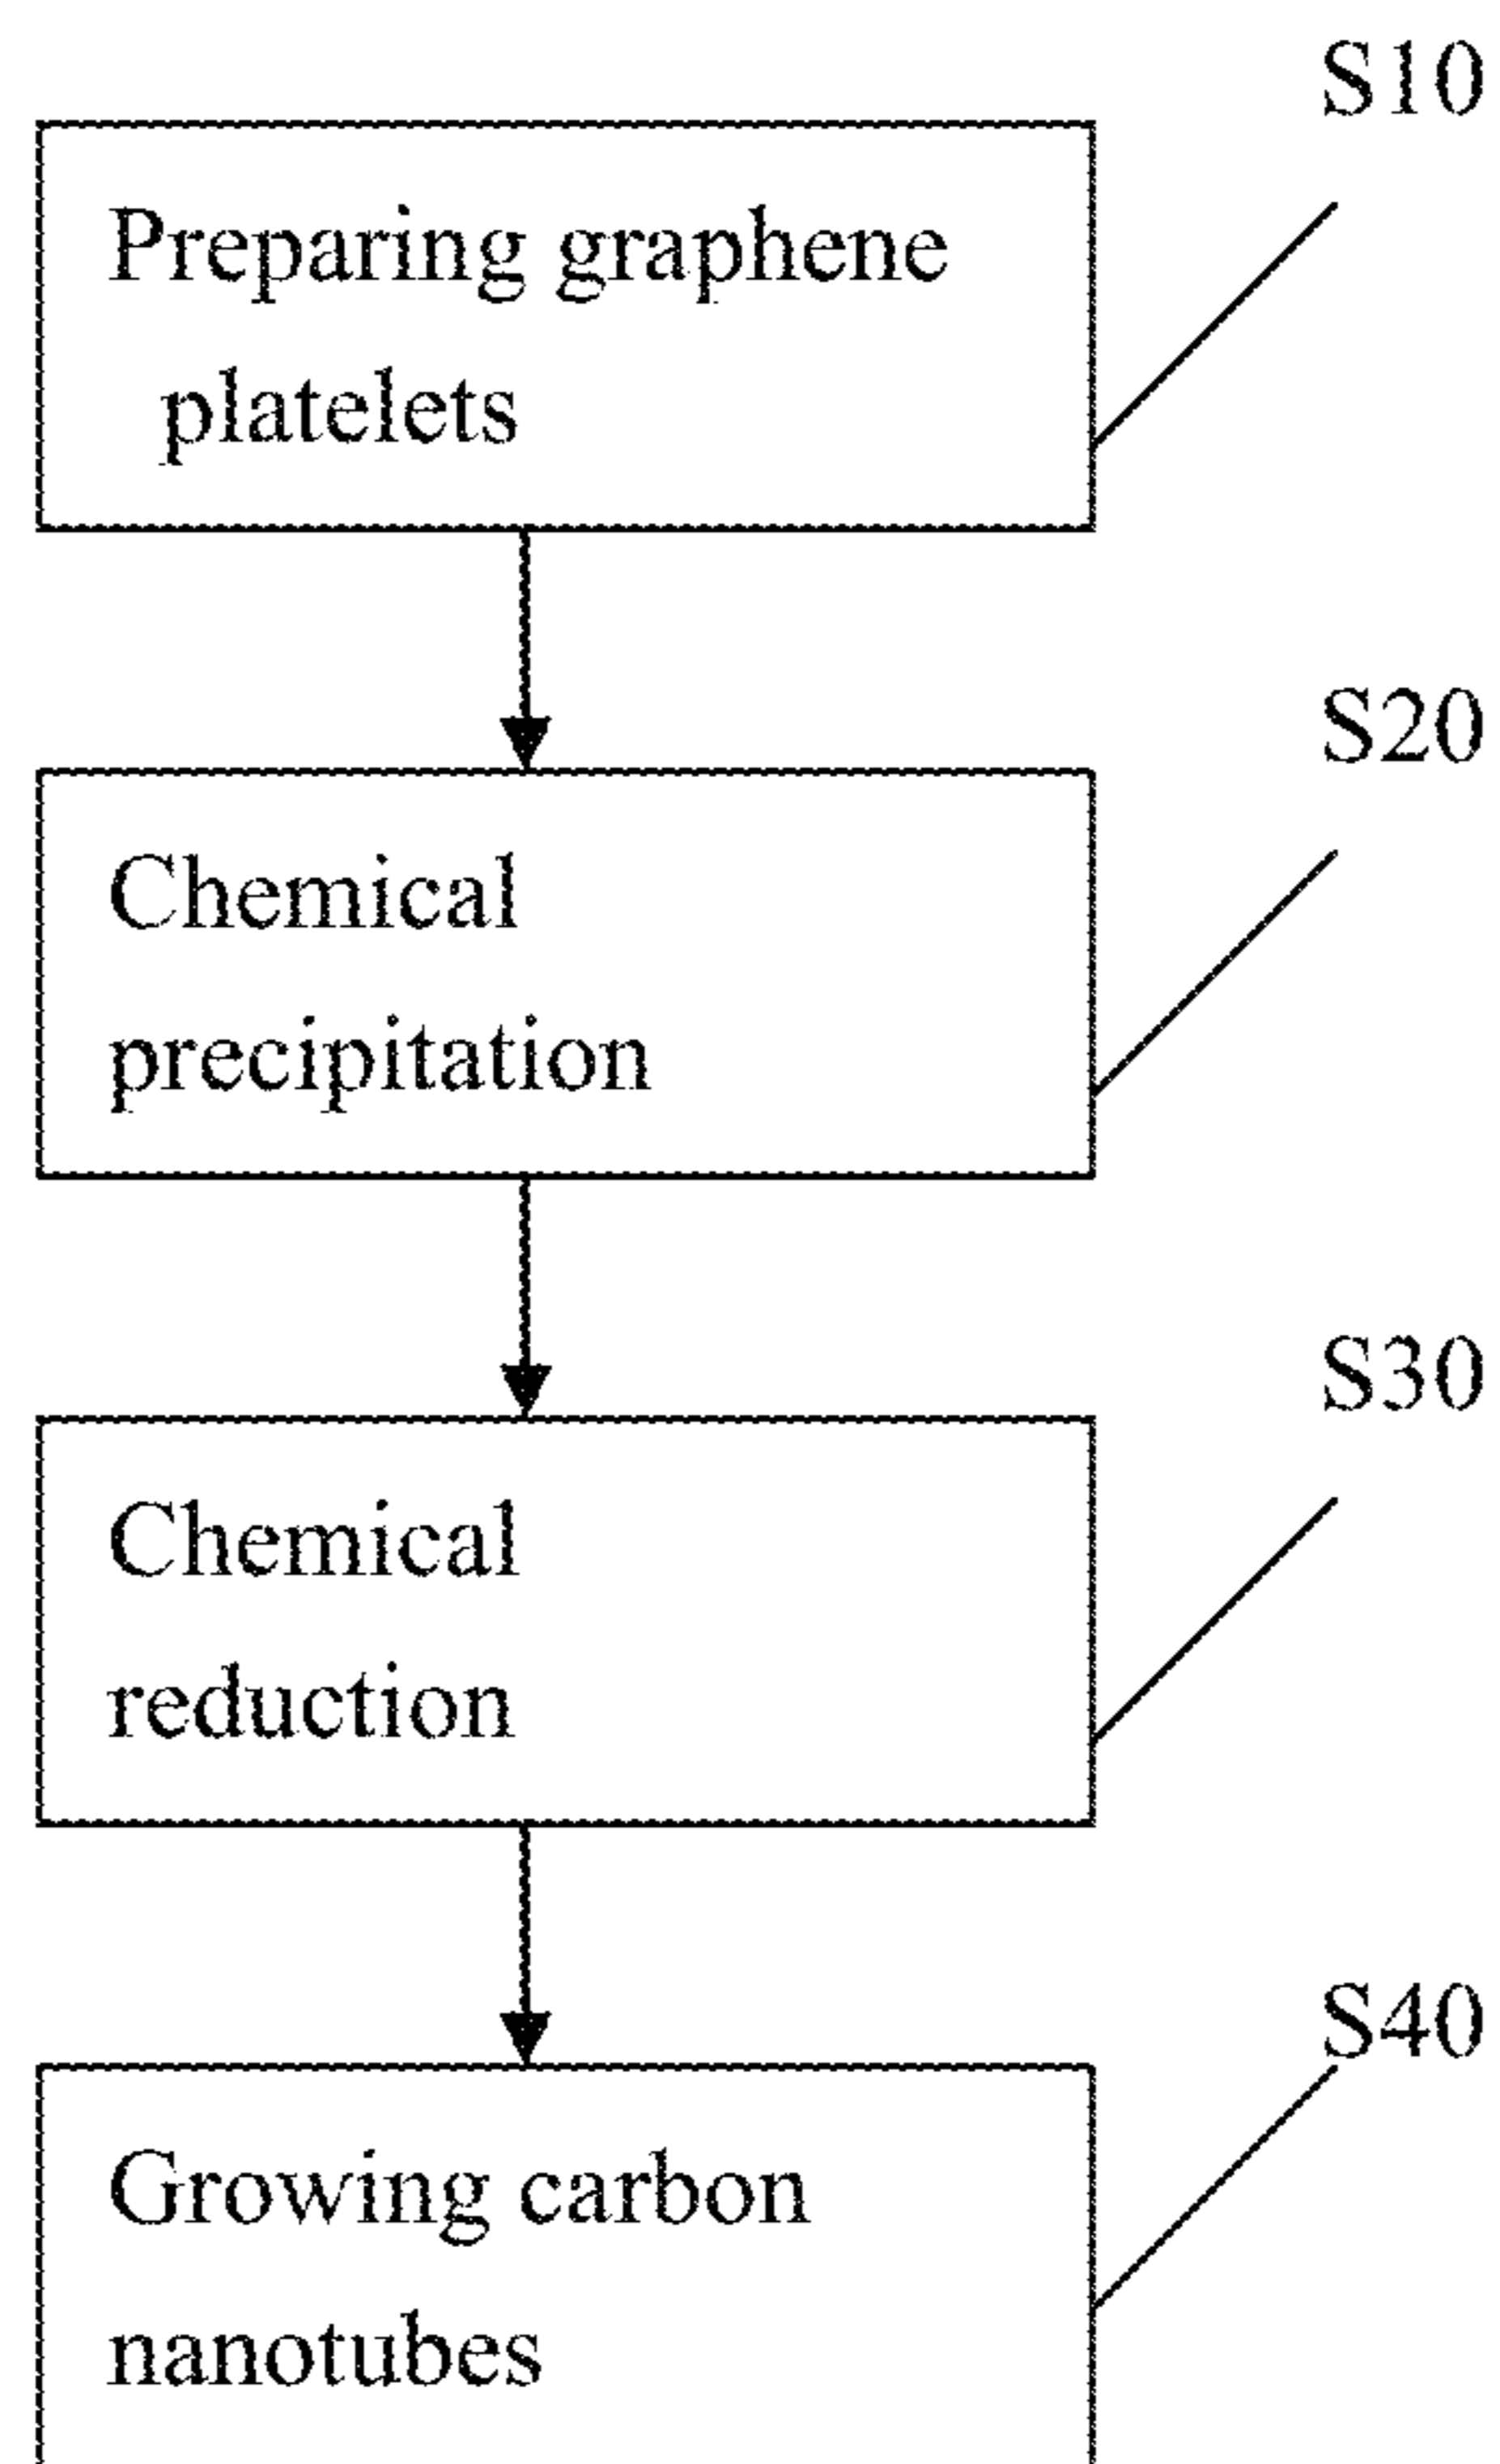 S10
Preparing graphene
platelets
S20
Chemical
precipitation
S30
Chemical
reduction
S40
Growing carbon
nanotubes